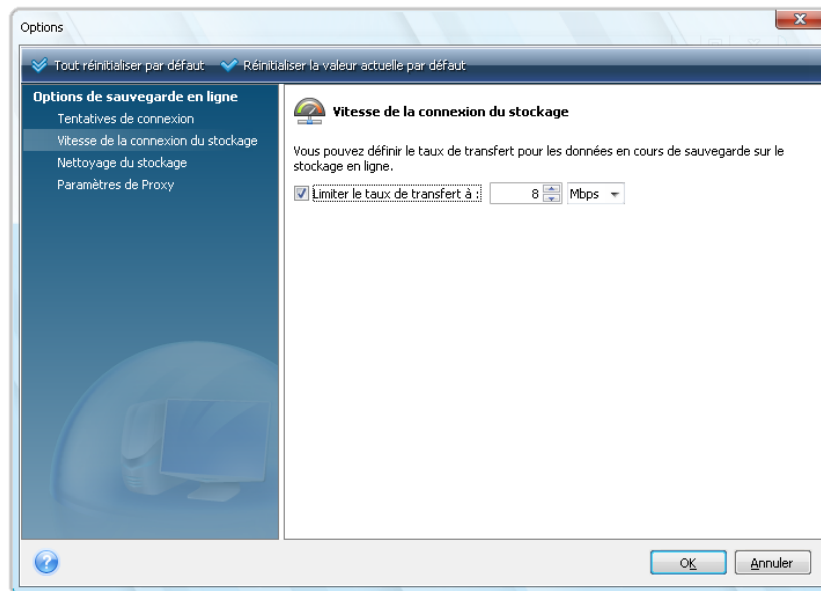 Options
Tout réinitialiser par défaut Réinitialiser la valeur actuelle par défaut
Options de sauvegarde en ligne
Tentatives de connexion
Vitesse de la connexion du stockage
Nettoyage du stockage
Paramètres de Proxy
Vitesse de la connexion du stockage
Vous pouvez définir le taux de transfert pour les données en cours de sauvegarde sur le
stockage en ligne.
Limiter le taux de transfert à : 8 Mbps
OK Annuler